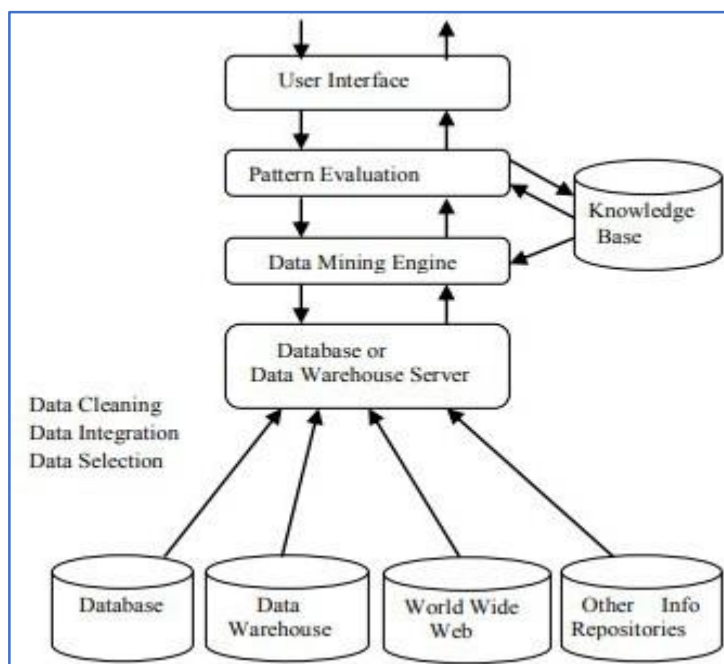 User Interface
Pattern Evaluation
Knowledge
Base
Data Mining Engine
Database or
Data Warehouse Server
Data Cleaning
Data Integration
Data Selection
Database
Data
Warehouse
World Wide
Web
Other Info
Repositories